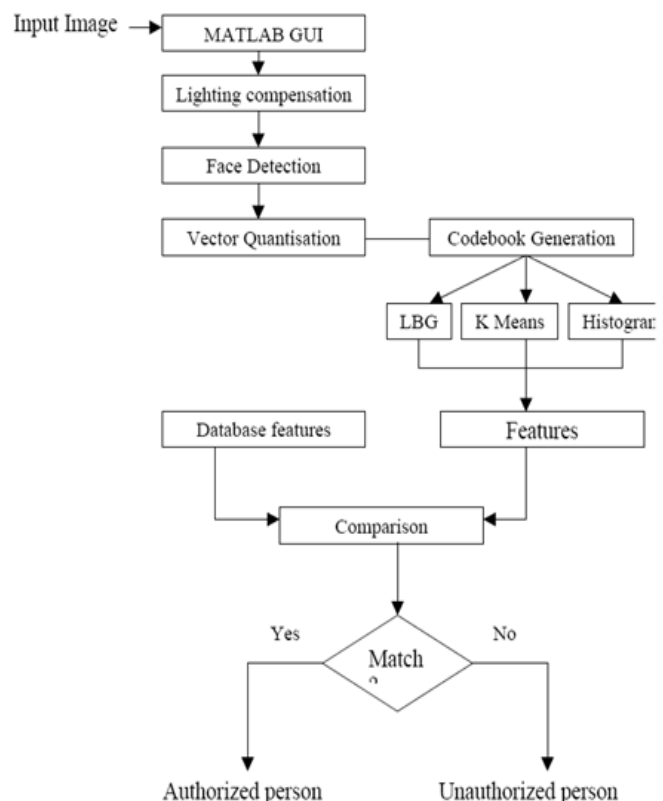 Input Image
MATLAB GUI
Lighting compensation
Face Detection
Vector Quantisation
Codebook Generation
LBG
K Means
Histogram
Database features
Features
Comparison
Yes
No
Match
?
Authorized person
Unauthorized person